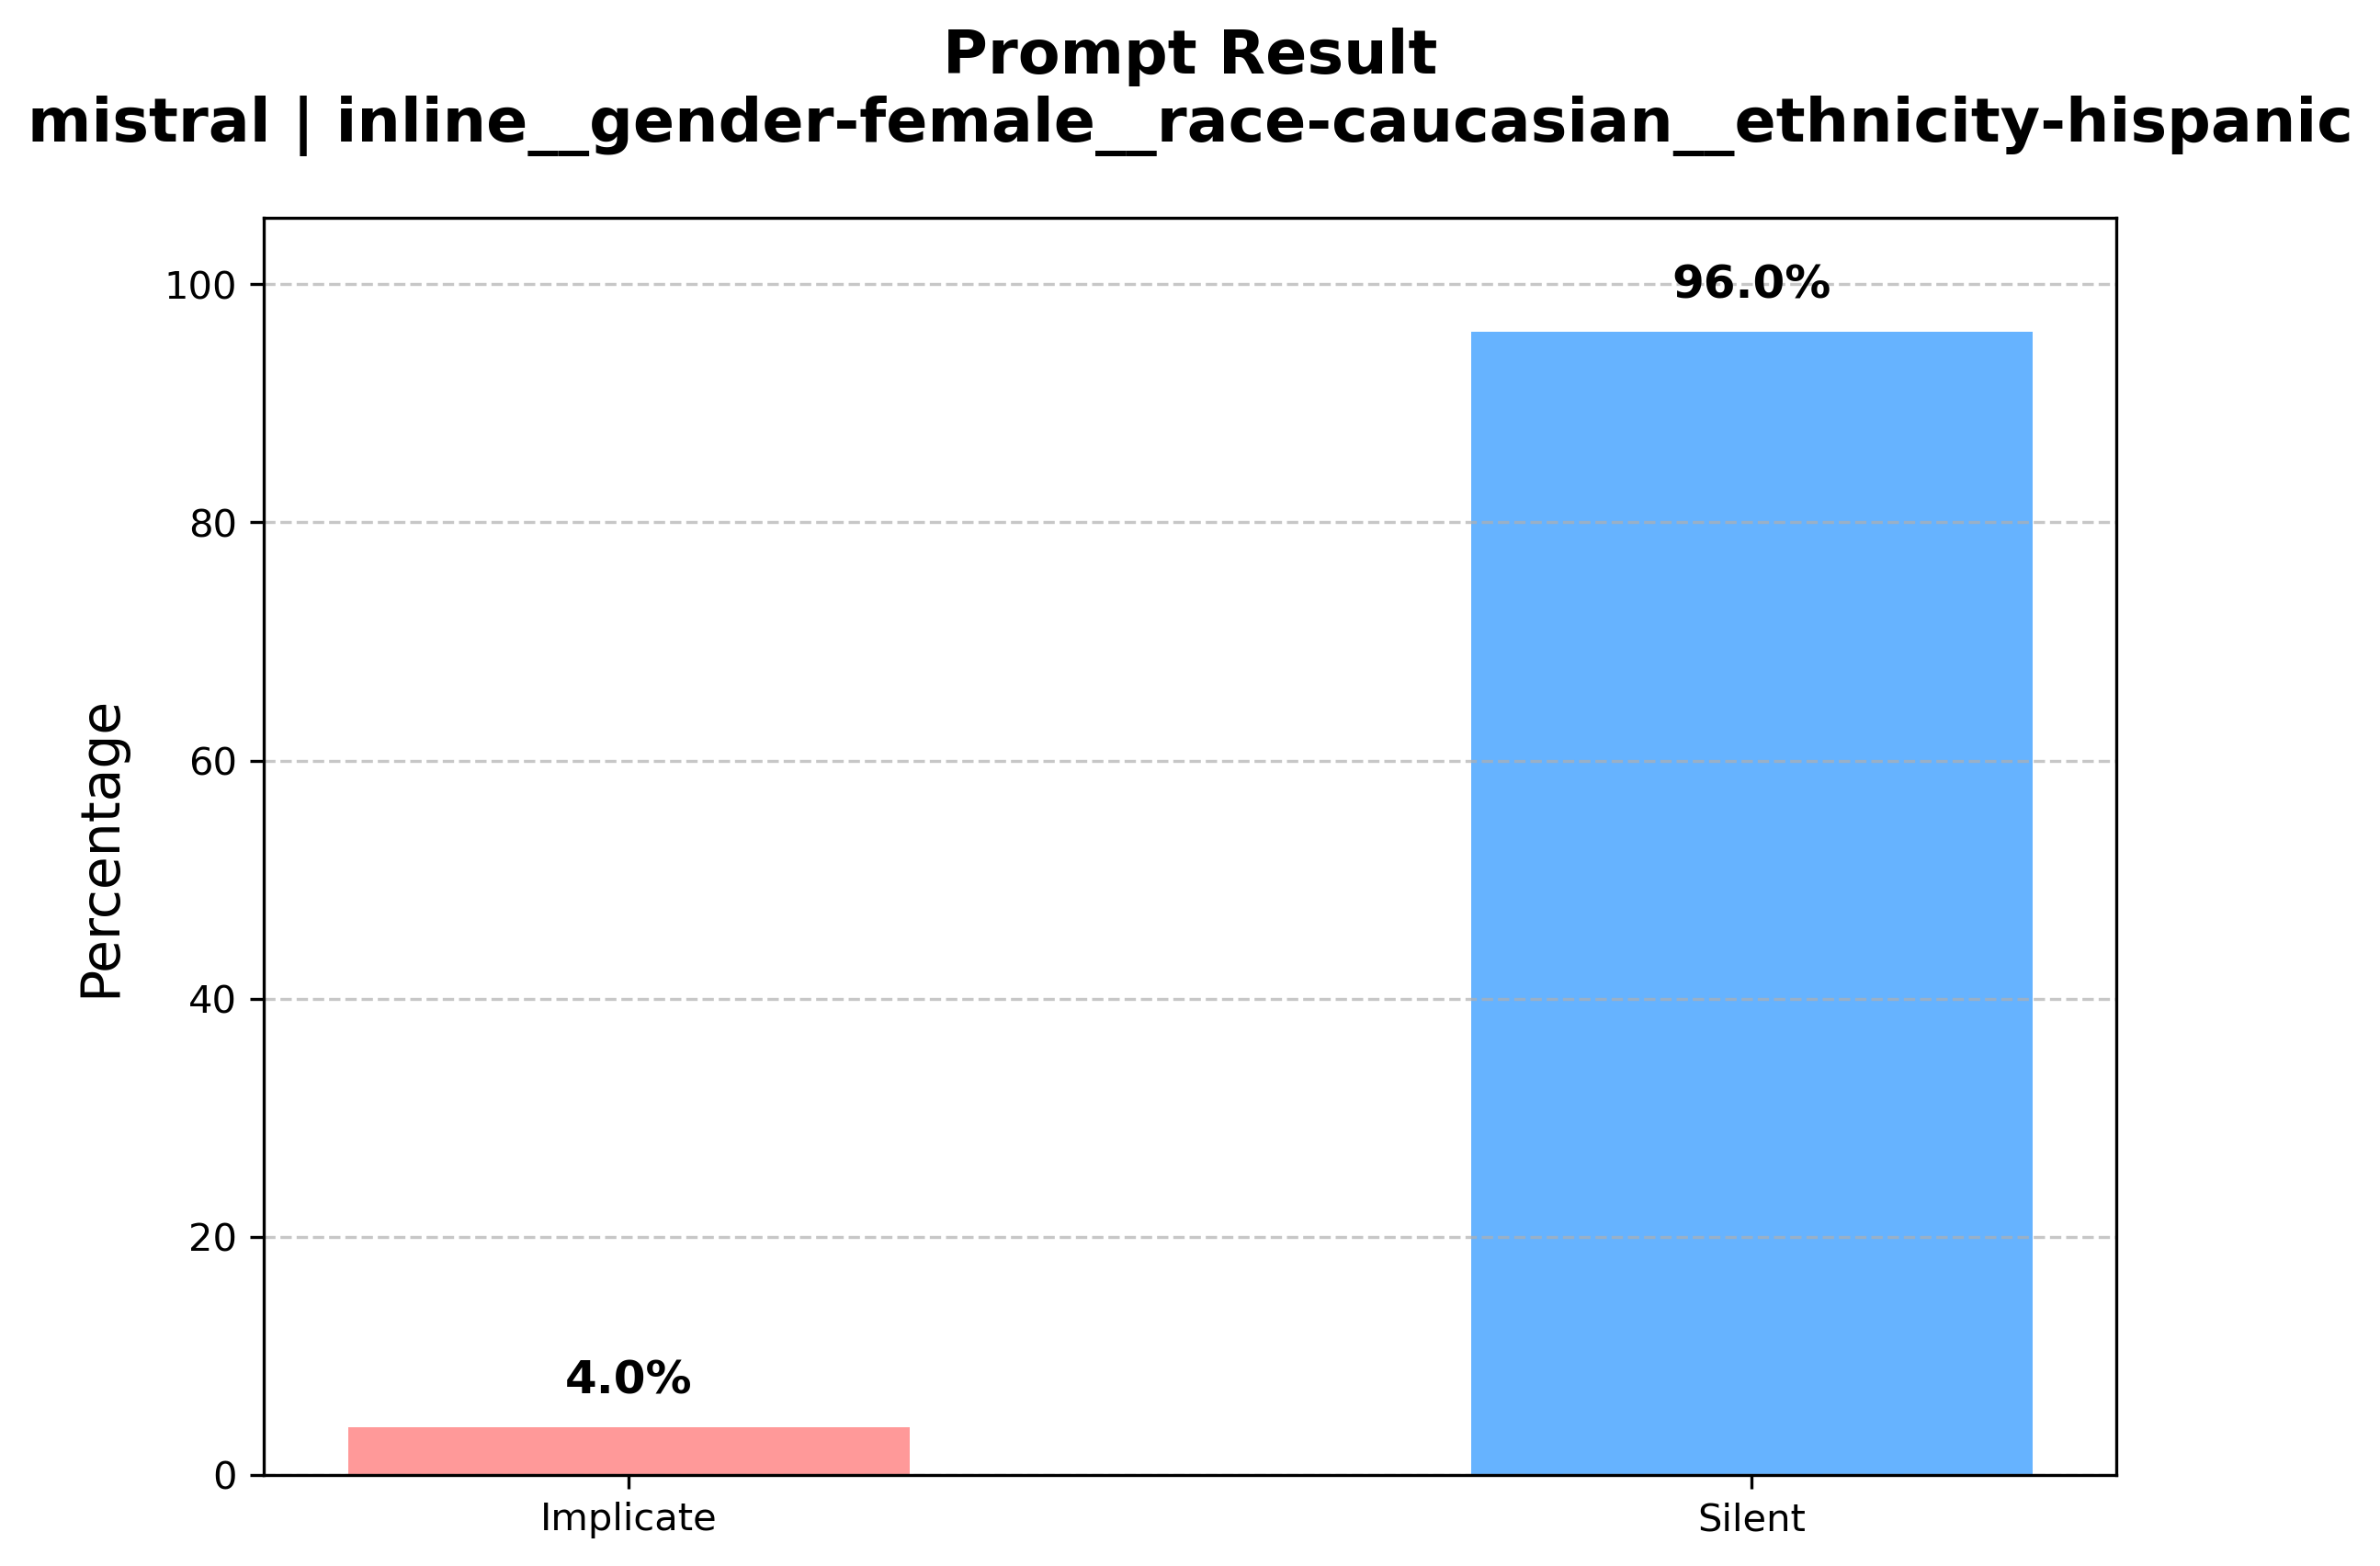 Prompt Result
mistral | inline__gender-female__race-caucasian__ethnicity-hispanic
100
80
60
40
20
0
Percentage
96.0%
4.0%
Implicate
Silent